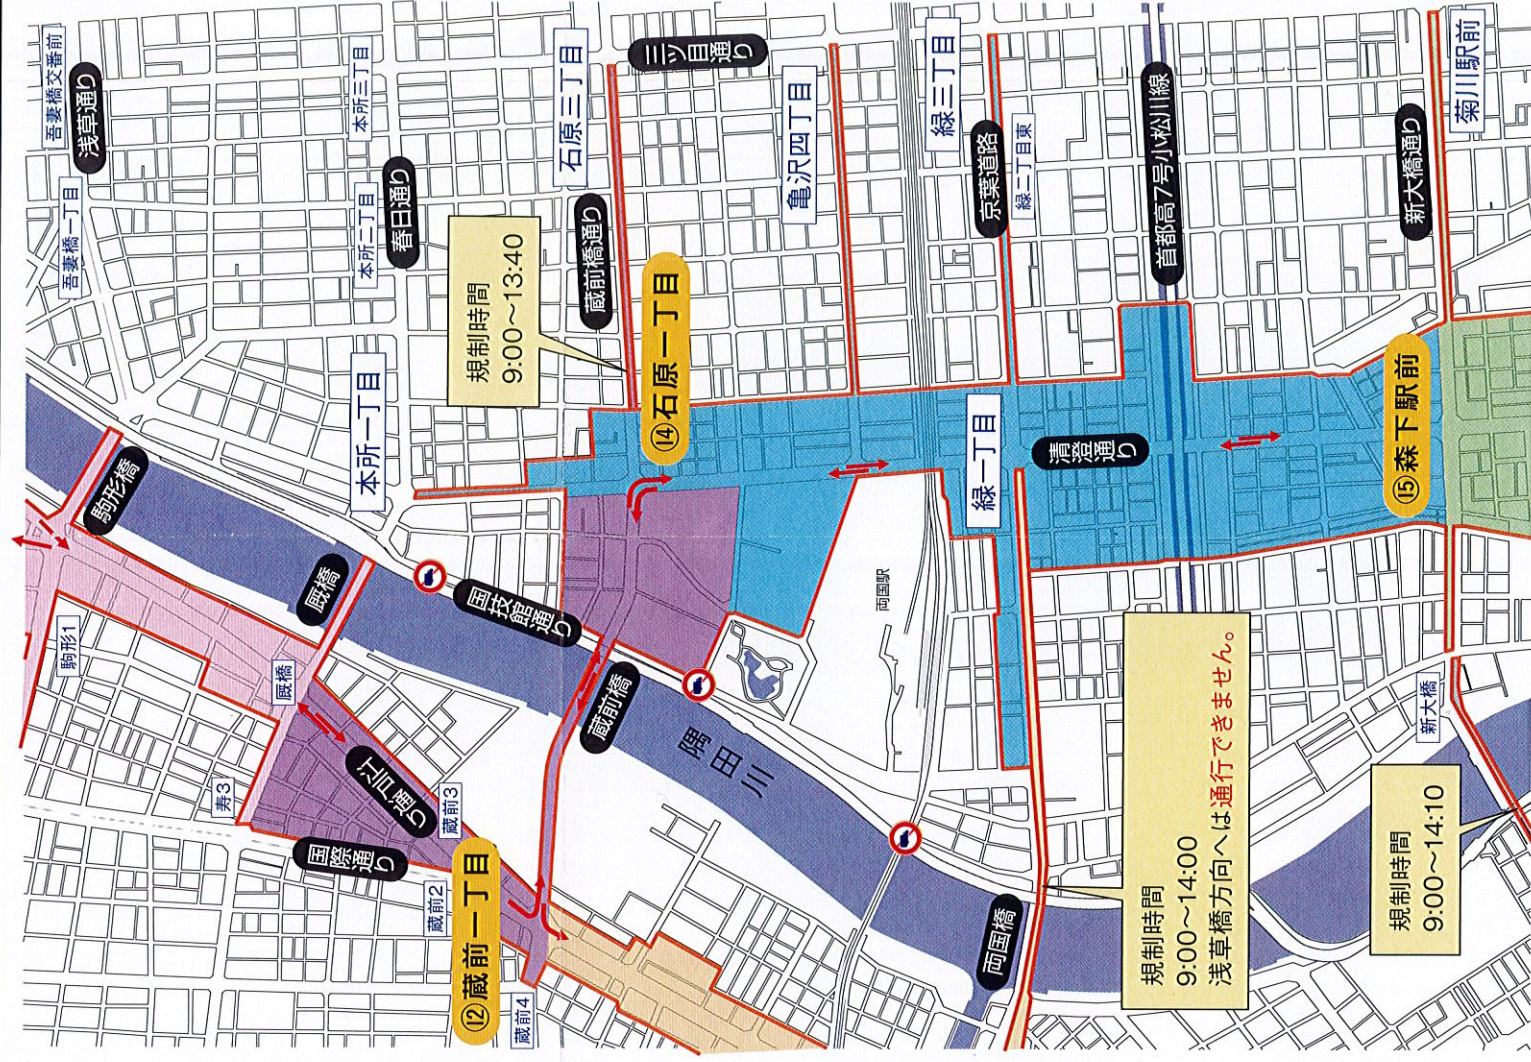 吾妻橋交番前
浅草通り
吾妻橋一丁目
本所三丁目
春日通り
本所二丁目
本所一丁目
石原三丁目
三ツ目通り
蔵前橋通り
規制時間
9:00～13:40
⑭石原一丁目
亀沢四丁目
緑三丁目
京葉道路
緑二丁目東
首都高7号小松川線
新大橋通り
菊川駅前
駒形橋
厩橋
国技館通り
緑一丁目
清澄通り
⑮森下駅前
両国駅
駒形1
厩橋
寿3
江戸通り
蔵前3
国際通り
蔵前2
⑫蔵前一丁目
蔵前4
蔵前橋
隅田川
両国橋
規制時間
9:00～14:00
浅草橋方向へは通行できません。
新大橋
規制時間
9:00～14:10